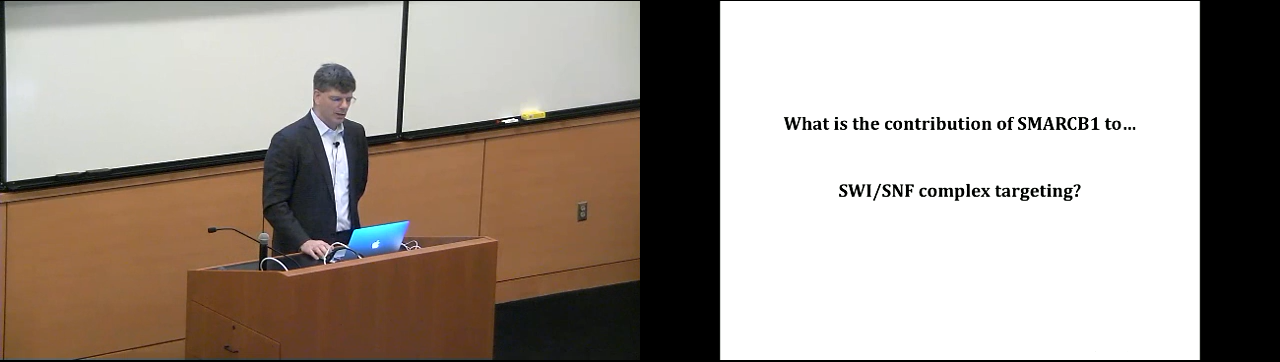 What is the contribution of SMARCB1 to…
SWI/SNF complex targeting?